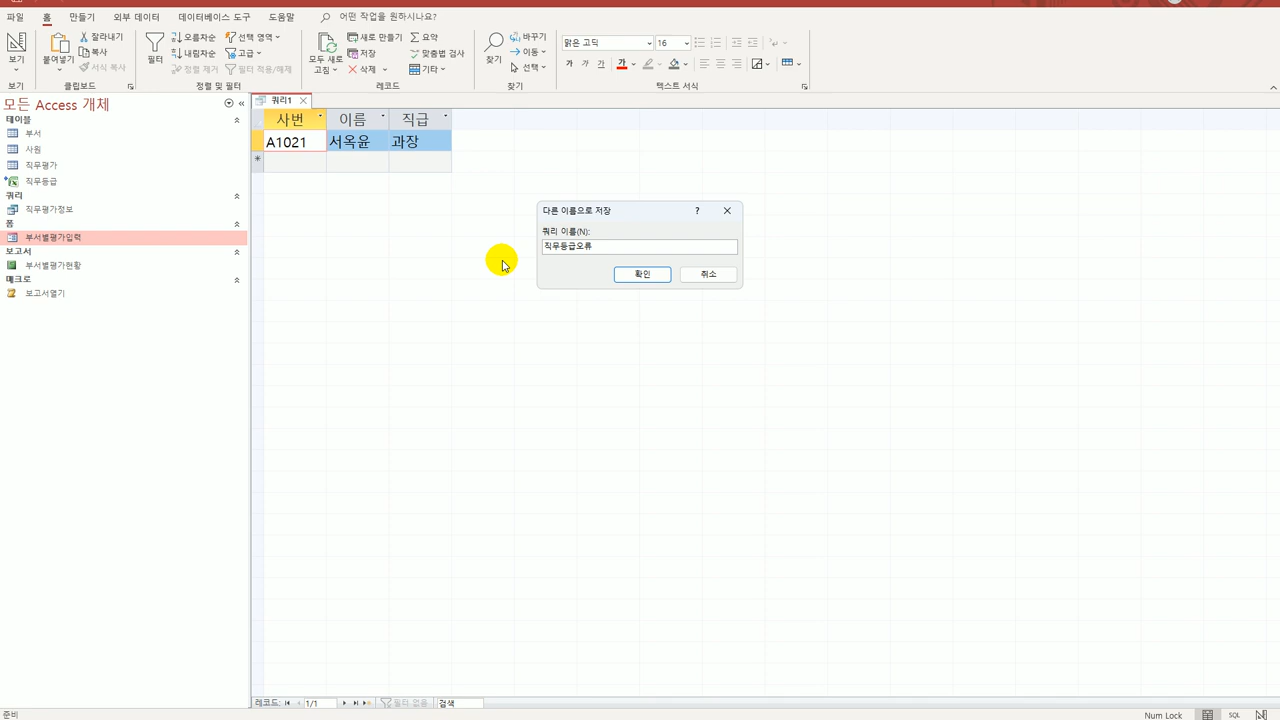 파일 홈 만들기 외부 데이터 데이터베이스 도구 도움말 어떤 작업을 원하시나요?
잘라내기 오름차순 선택 영역 새로 만들기 요약 바꾸기 맑은 고딕 16
복사 내림차순 고급 저장 맞춤법 검사 이동
보기 붙여넣기 서식 복사 필터 정렬 제거 필터 적용/해제 모두 새로 고침 삭제 기타 찾기 선택 가 가 가 가
보기 클립보드 정렬 및 필터 레코드 찾기 텍스트 서식
모든 Access 개체
테이블
부서
사원
직무평가
직무등급
쿼리
직무평가정보
폼
부서별평가입력
보고서
부서별평가현황
매크로
보고서열기
쿼리1
사번 이름 직급
A1021 서옥윤 과장
다른 이름으로 저장 ?
쿼리 이름(N):
직무등급오류
확인 취소
레코드: 1/1 필터 없음 검색
준비 Num Lock SQL